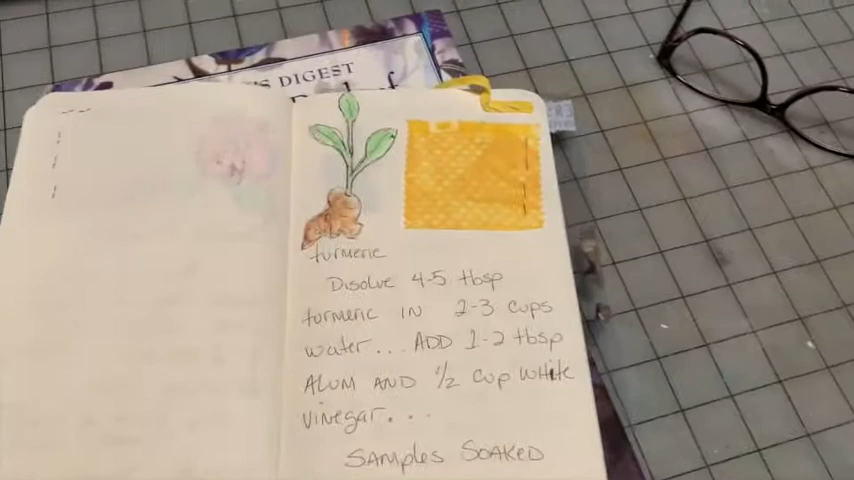 'S DIGEST
turmeric
Disolve 4-5 tbsp
turmeric in 2-3 cups
water... ADD 1-2 tbsp
ALUM AND 1/2 cup white
vinegar...
SAMPLES SOAKED